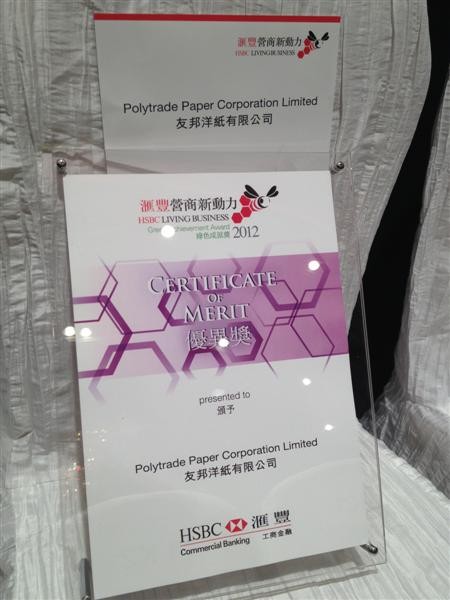 滙豐營商新動力
HSBC LIVING BUSINESS
Polytrade Paper Corporation Limited
友邦洋紙有限公司
滙豐營商新動力
HSBC LIVING BUSINESS
Green Achievement Award
綠色成就獎 2012
CERTIFICATE
OF
MERIT
優異獎
presented to
頒予
Polytrade Paper Corporation Limited
友邦洋紙有限公司
HSBC 滙豐
Commercial Banking 工商金融